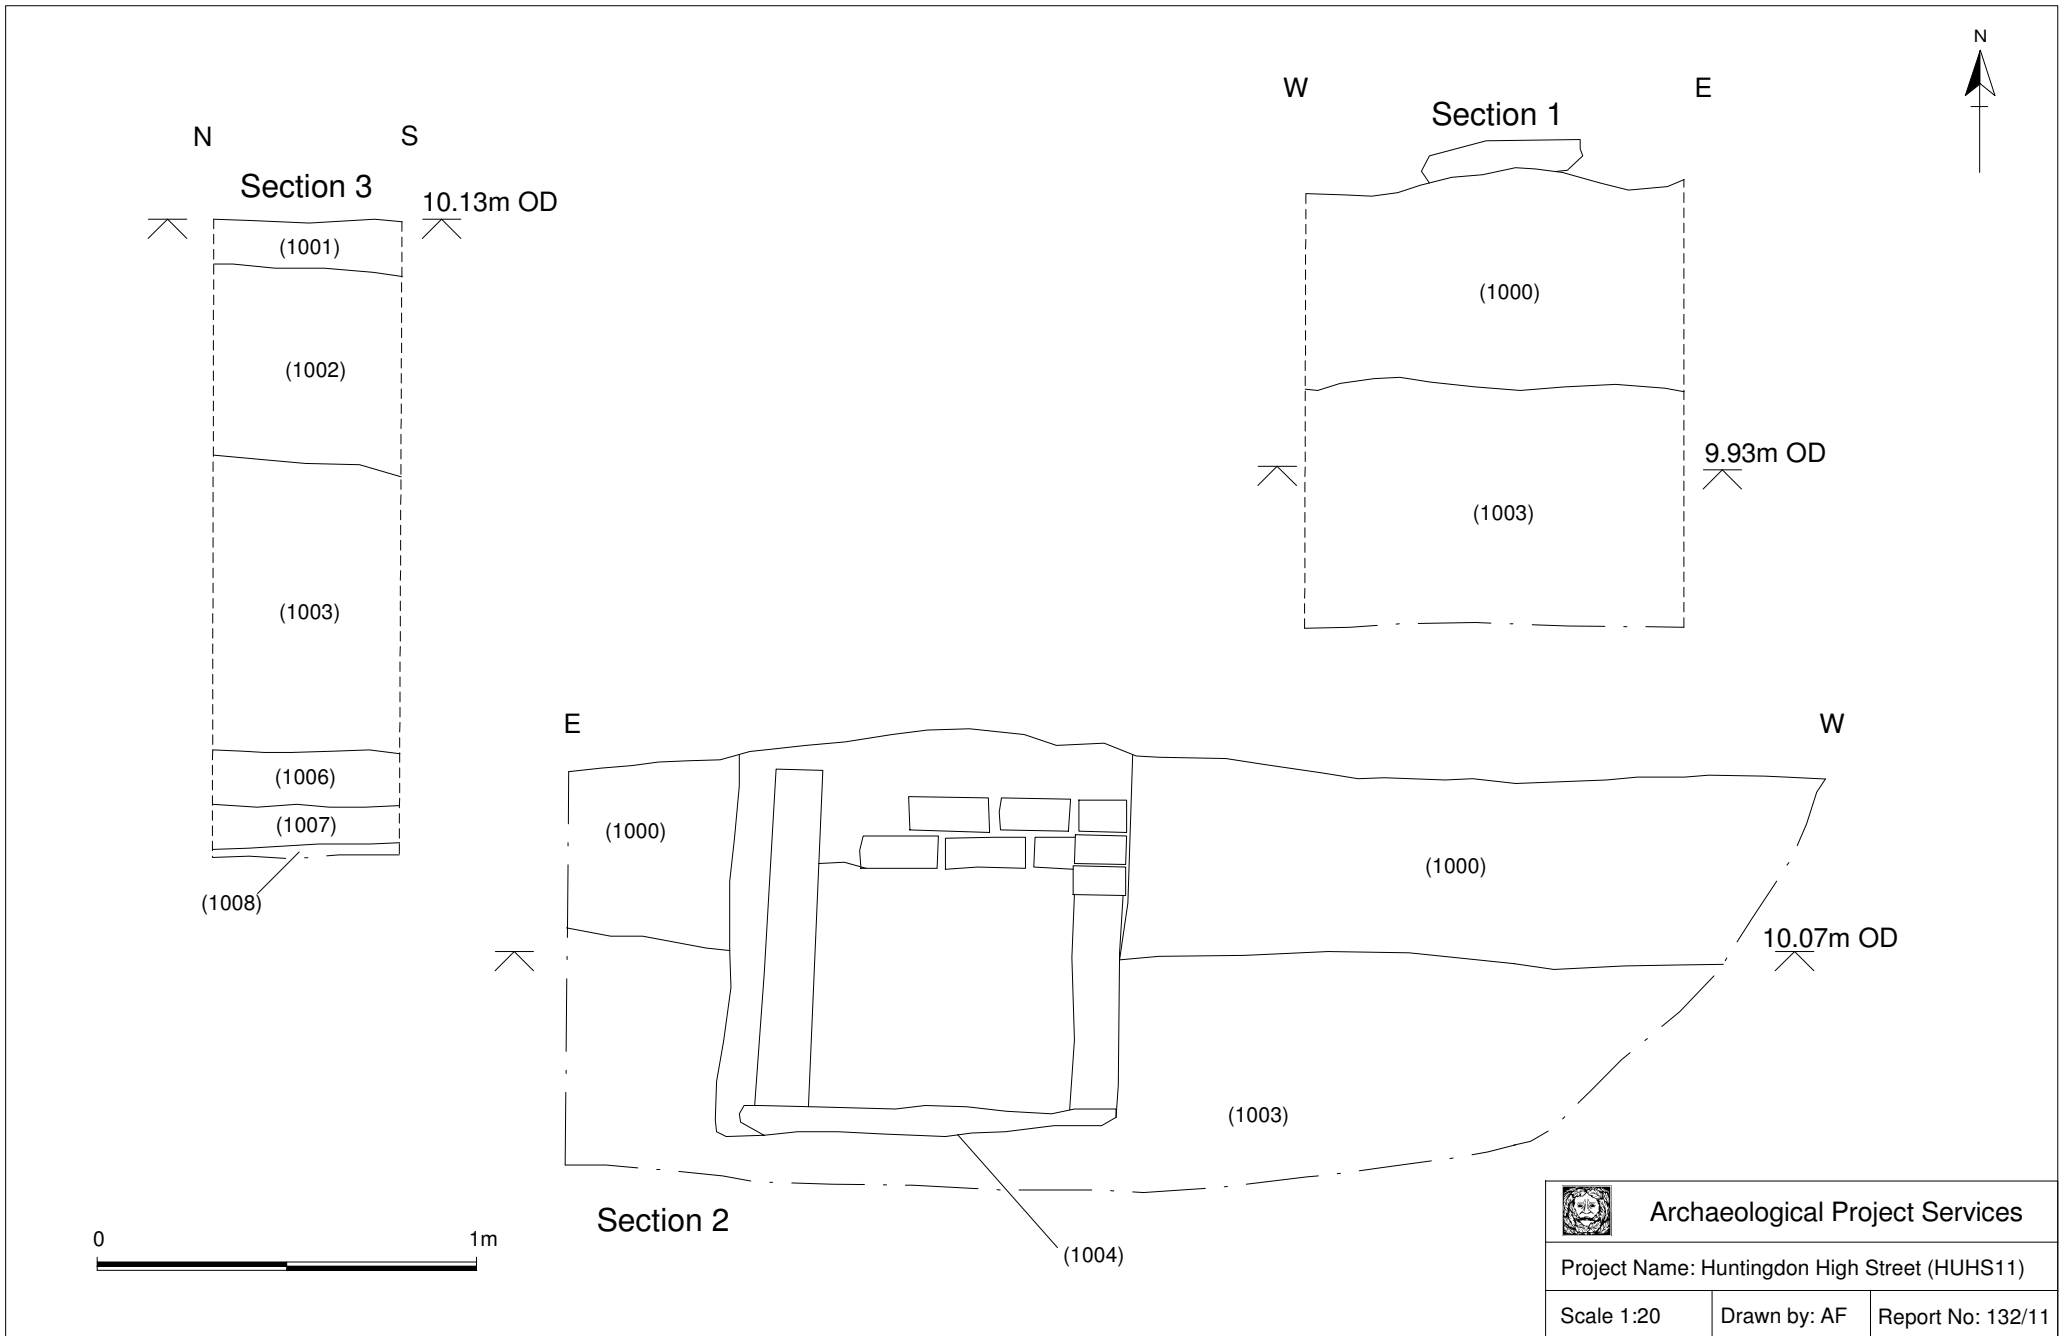 N
W
E
Section 1
N
S
Section 3
10.13m OD
(1001)
(1002)
(1003)
(1006)
(1007)
(1008)
(1000)
9.93m OD
(1003)
E
W
(1000)
(1000)
10.07m OD
(1003)
Section 2
(1004)
0
1m
Archaeological Project Services
Project Name: Huntingdon High Street (HUHS11)
Scale 1:20
Drawn by: AF
Report No: 132/11